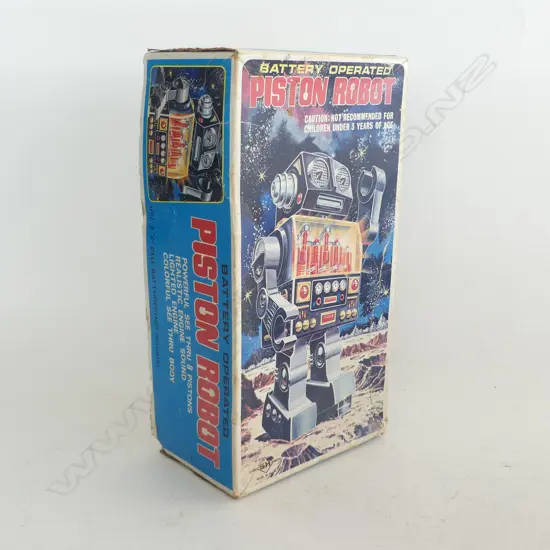 BATTERY OPERATED
PISTON ROBOT
CAUTION: NOT RECOMMENDED FOR
CHILDREN UNDER 3 YEARS OF AGE
BATTERY OPERATED
PISTON ROBOT
POWERFUL SEE THRU 8 PISTONS
REALISTIC ENGINE SOUND
LIGHTED ENGINE
COLORFUL SEE THRU BODY